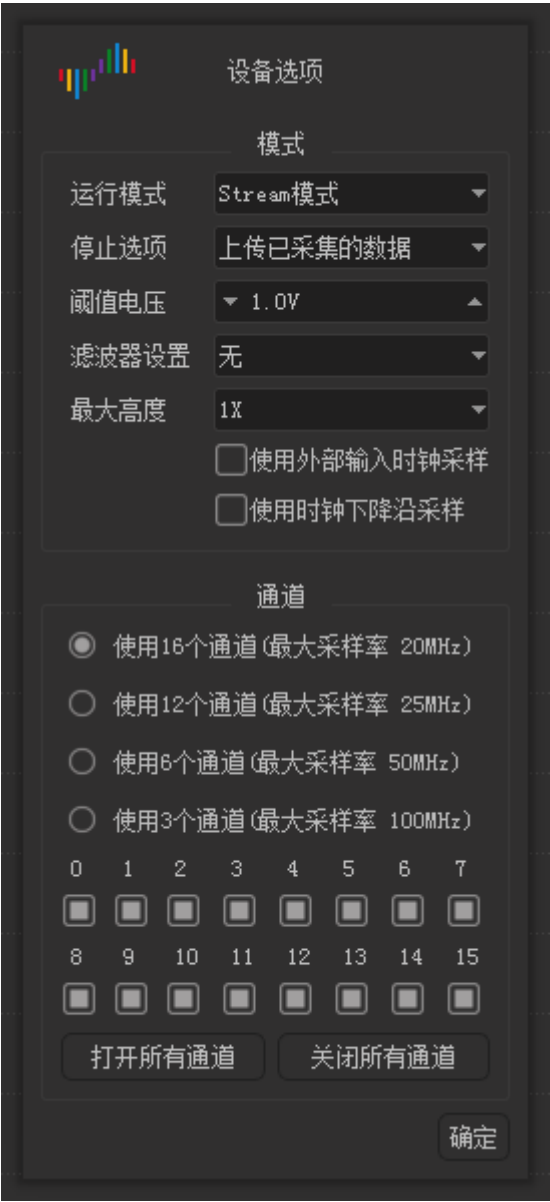 设备选项
模式
运行模式 Stream模式
停止选项 上传已采集的数据
阈值电压 1.0V
滤波器设置 无
最大高度 1X
使用外部输入时钟采样
使用时钟下降沿采样
通道
使用16个通道(最大采样率 20MHz)
使用12个通道(最大采样率 25MHz)
使用6个通道(最大采样率 50MHz)
使用3个通道(最大采样率 100MHz)
0 1 2 3 4 5 6 7
8 9 10 11 12 13 14 15
打开所有通道 关闭所有通道
确定